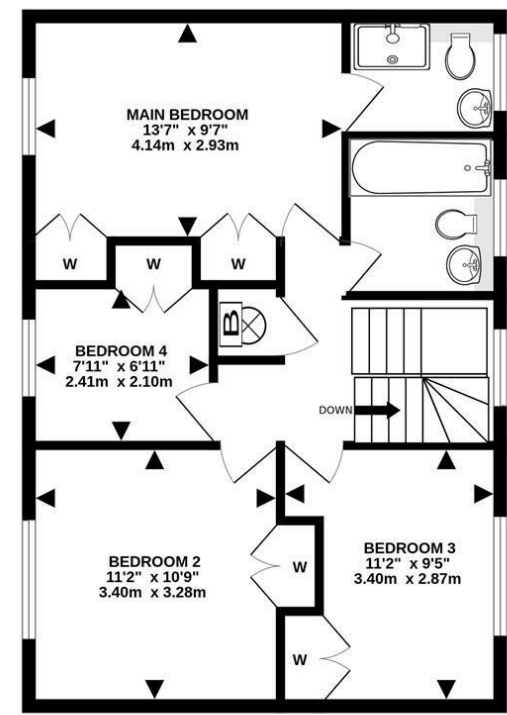 MAIN BEDROOM
13'7" x 9'7"
4.14m x 2.93m
W
W
W
B
BEDROOM 4
7'11" x 6'11"
2.41m x 2.10m
DOWN
BEDROOM 2
11'2" x 10'9"
3.40m x 3.28m
W
BEDROOM 3
11'2" x 9'5"
3.40m x 2.87m
W